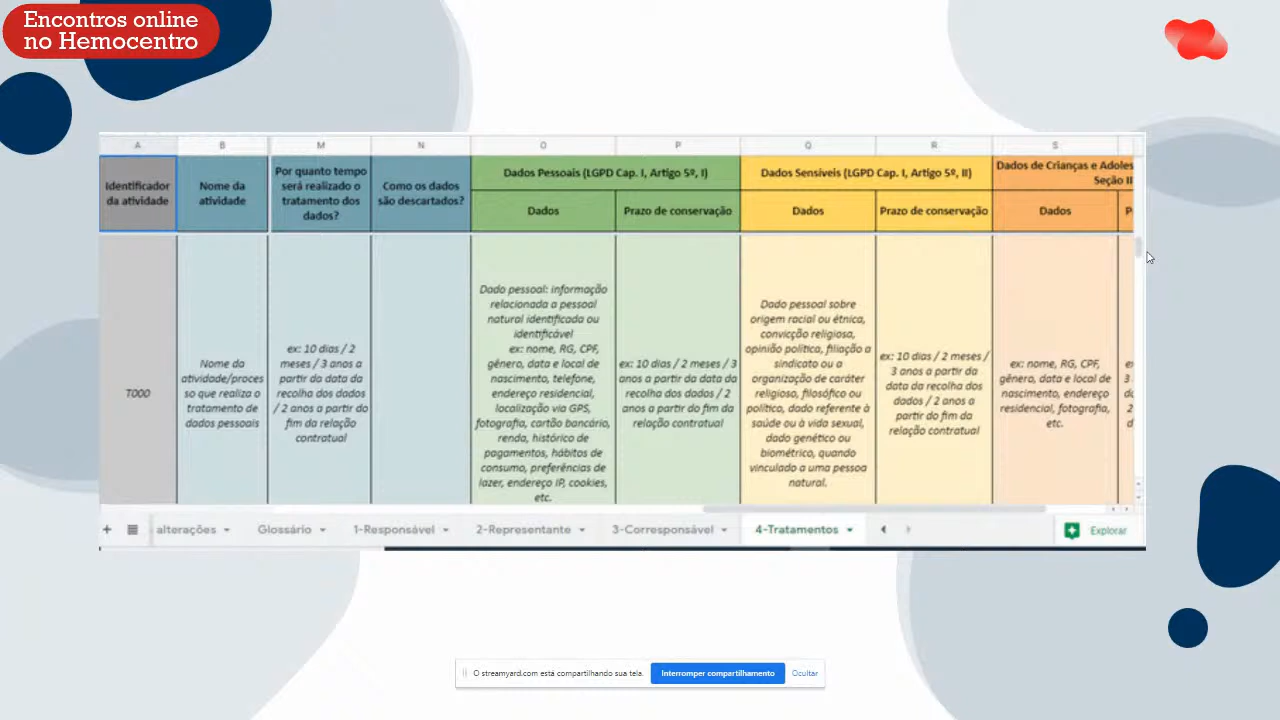 Encontros online
no Hemocentro
A
B
M
N
O
P
Q
R
S
Identificador
da atividade
Nome da
atividade
Por quanto tempo
será realizado o
tratamento dos
dados?
Como os dados
são descartados?
Dados Pessoais (LGPD Cap. I, Artigo 5º, I)
Dados
Prazo de conservação
Dados Sensíveis (LGPD Cap. I, Artigo 5º, II)
Dados
Prazo de conservação
Dados de Crianças e Adoles
Seção II
Dados
P
T000
Nome da
atividade/proces
so que realiza o
tratamento de
dados pessoais
ex: 10 dias / 2
meses / 3 anos a
partir da data da
recolha dos dados
/ 2 anos a partir do
fim da relação
contratual
Dado pessoal: informação
relacionada a pessoal
natural identificada ou
identificável
ex: nome, RG, CPF,
gênero, data e local de
nascimento, telefone,
endereço residencial,
localização via GPS,
fotografia, cartão bancário,
renda, histórico de
pagamentos, hábitos de
consumo, preferências de
lazer, endereço IP, cookies,
etc.
ex: 10 dias / 2 meses / 3
anos a partir da data da
recolha dos dados / 2
anos a partir do fim da
relação contratual
Dado pessoal sobre
origem racial ou étnica,
convicção religiosa,
opinião política, filiação a
sindicato ou a
organização de caráter
religioso, filosófico ou
político, dado referente à
saúde ou à vida sexual,
dado genético ou
biométrico, quando
vinculado a uma pessoa
natural.
ex: 10 dias / 2 meses /
3 anos a partir da
data da recolha dos
dados / 2 anos a
partir do fim da
relação contratual
ex: nome, RG, CPF,
gênero, data e local de
nascimento, endereço
residencial, fotografia,
etc.
alterações
Glossário
1-Responsável
2-Representante
3-Corresponsável
4-Tratamentos
Explorar
O streamyard.com está compartilhando sua tela.
Interromper compartilhamento
Ocultar